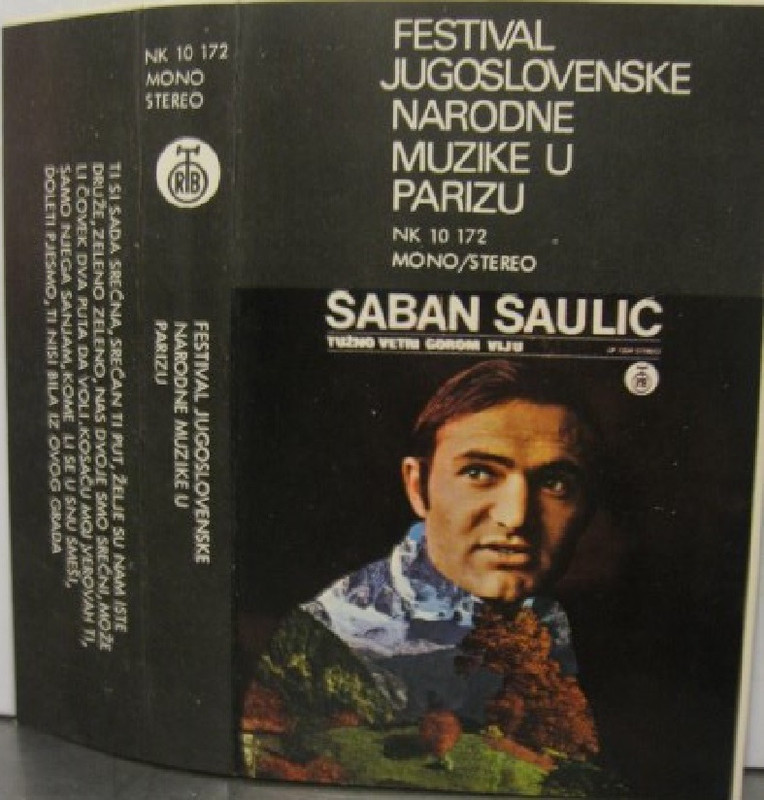 NK 10 172
MONO
STEREO
RTB
FESTIVAL JUGOSLOVENSKE
NARODNE MUZIKE U
PARIZU
TI SI SADA SREĆNA, SREĆAN TI PUT, ŽELJE SU NAM ISTE
DRUŽE, ZELENO ZELENO, NAS DVOJE SMO SREĆNI, MOŽE
LI ČOVEK DVA PUTA DA VOLI, KOSAČU MOJ, VEROVAH TI,
SAMO NJEGA SANJAM, KOME LI SE U SNU SMEŠI,
DOLETI PJESMO, TI NISI BILA IZ OVOG GRADA
FESTIVAL
JUGOSLOVENSKE
NARODNE
MUZIKE U
PARIZU
NK 10 172
MONO/STEREO
ŠABAN ŠAULIĆ
TUŽNO VETRI GOROM VIJU
RTB